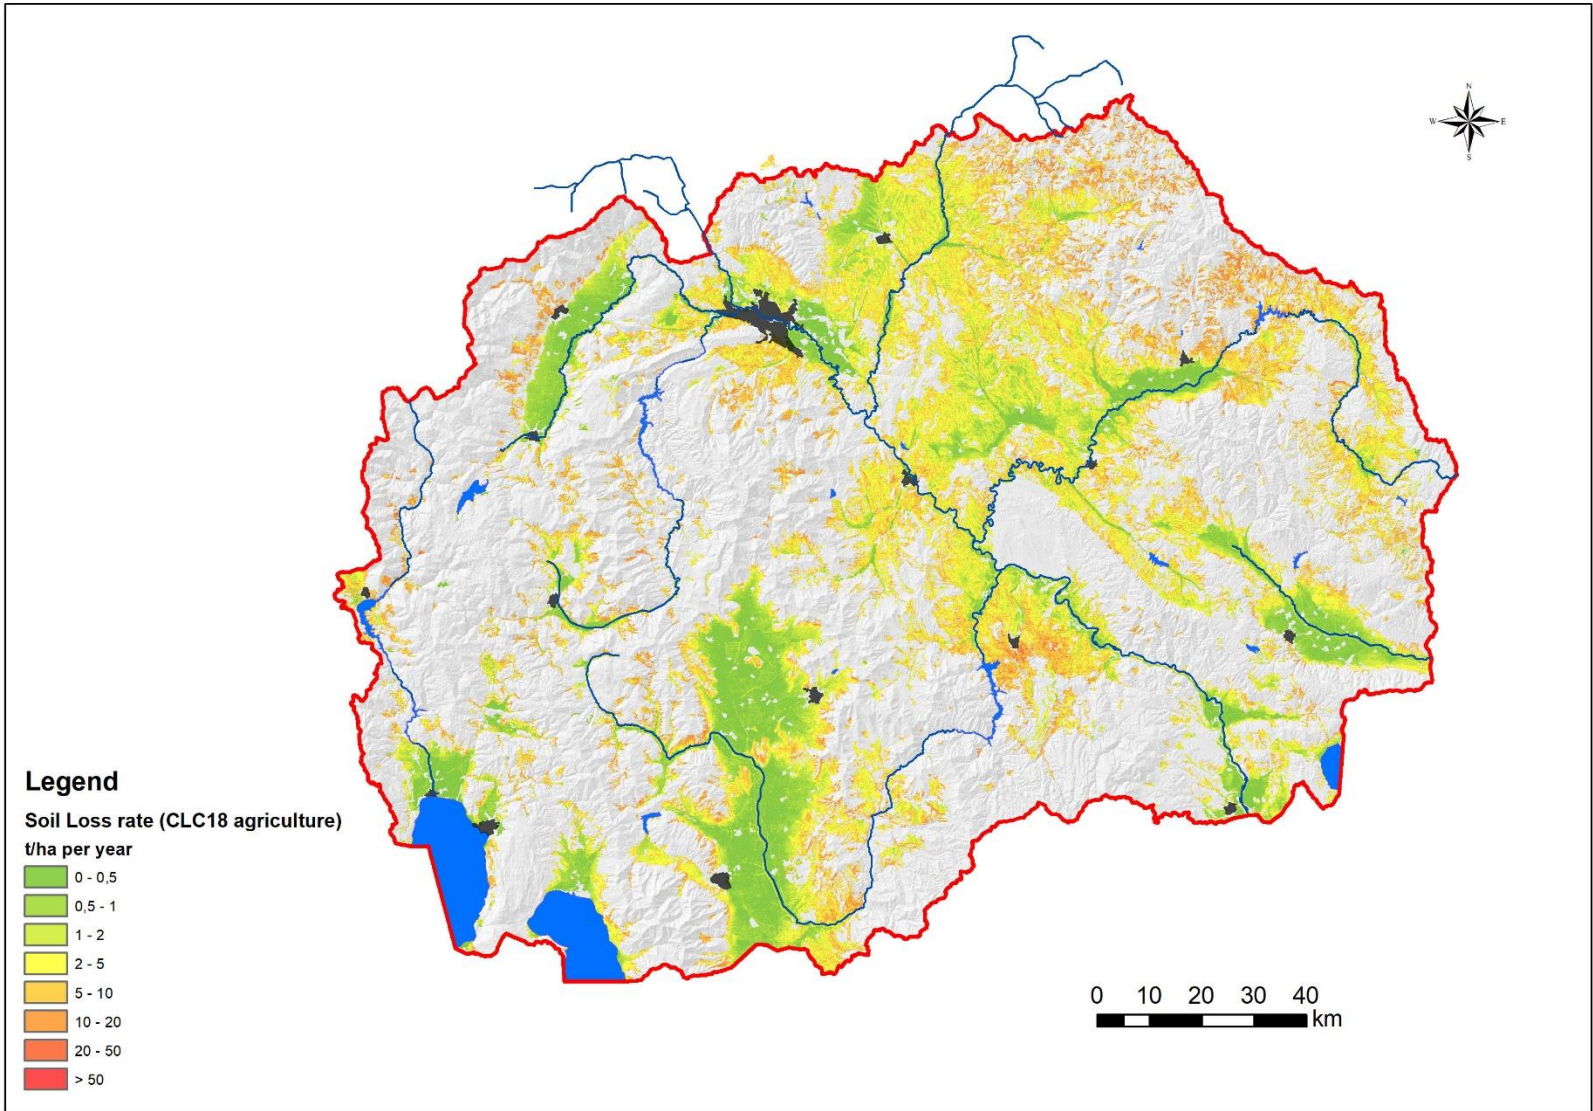 N
W E
S
Legend
Soil Loss rate (CLC18 agriculture)
t/ha per year
0 - 0,5
0,5 - 1
1 - 2
2 - 5
5 - 10
10 - 20
20 - 50
> 50
0 10 20 30 40
km